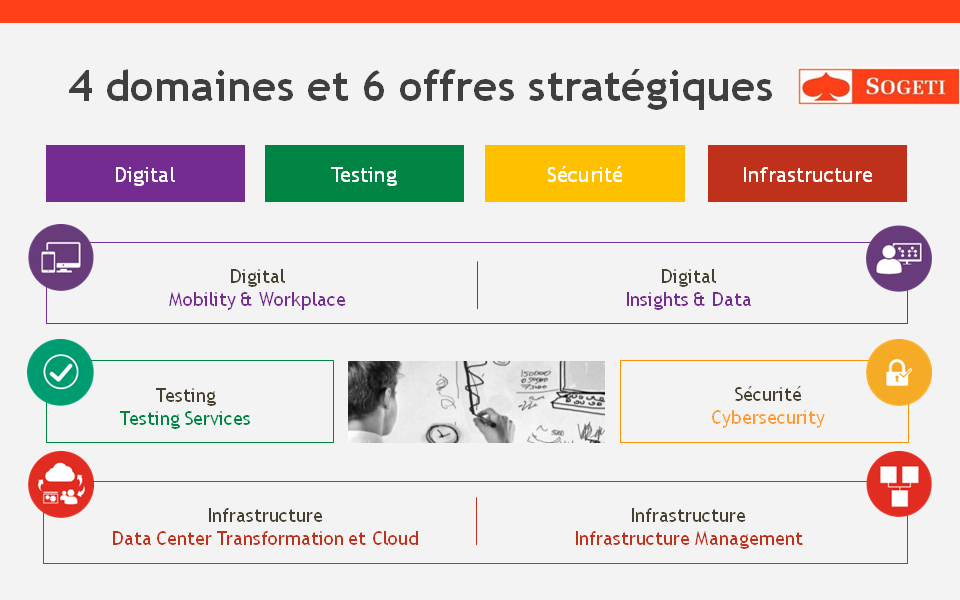 4 domaines et 6 offres stratégiques
SOGETI
Digital
Testing
Sécurité
Infrastructure
Digital
Mobility & Workplace
Digital
Insights & Data
Testing
Testing Services
Sécurité
Cybersecurity
Infrastructure
Data Center Transformation et Cloud
Infrastructure
Infrastructure Management